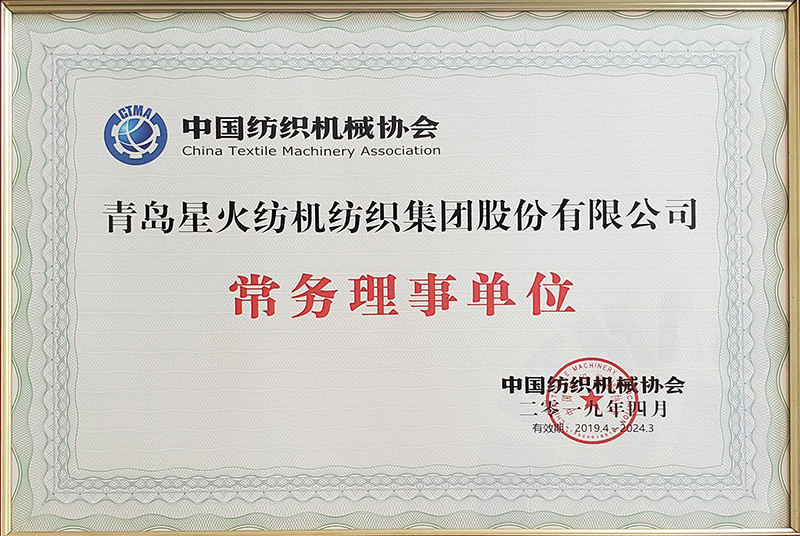 CTMA
中国纺织机械协会
China Textile Machinery Association
青岛星火纺机纺织集团股份有限公司
常务理事单位
中国纺织机械协会
二零一九年四月
有效期：2019.4—2024.3